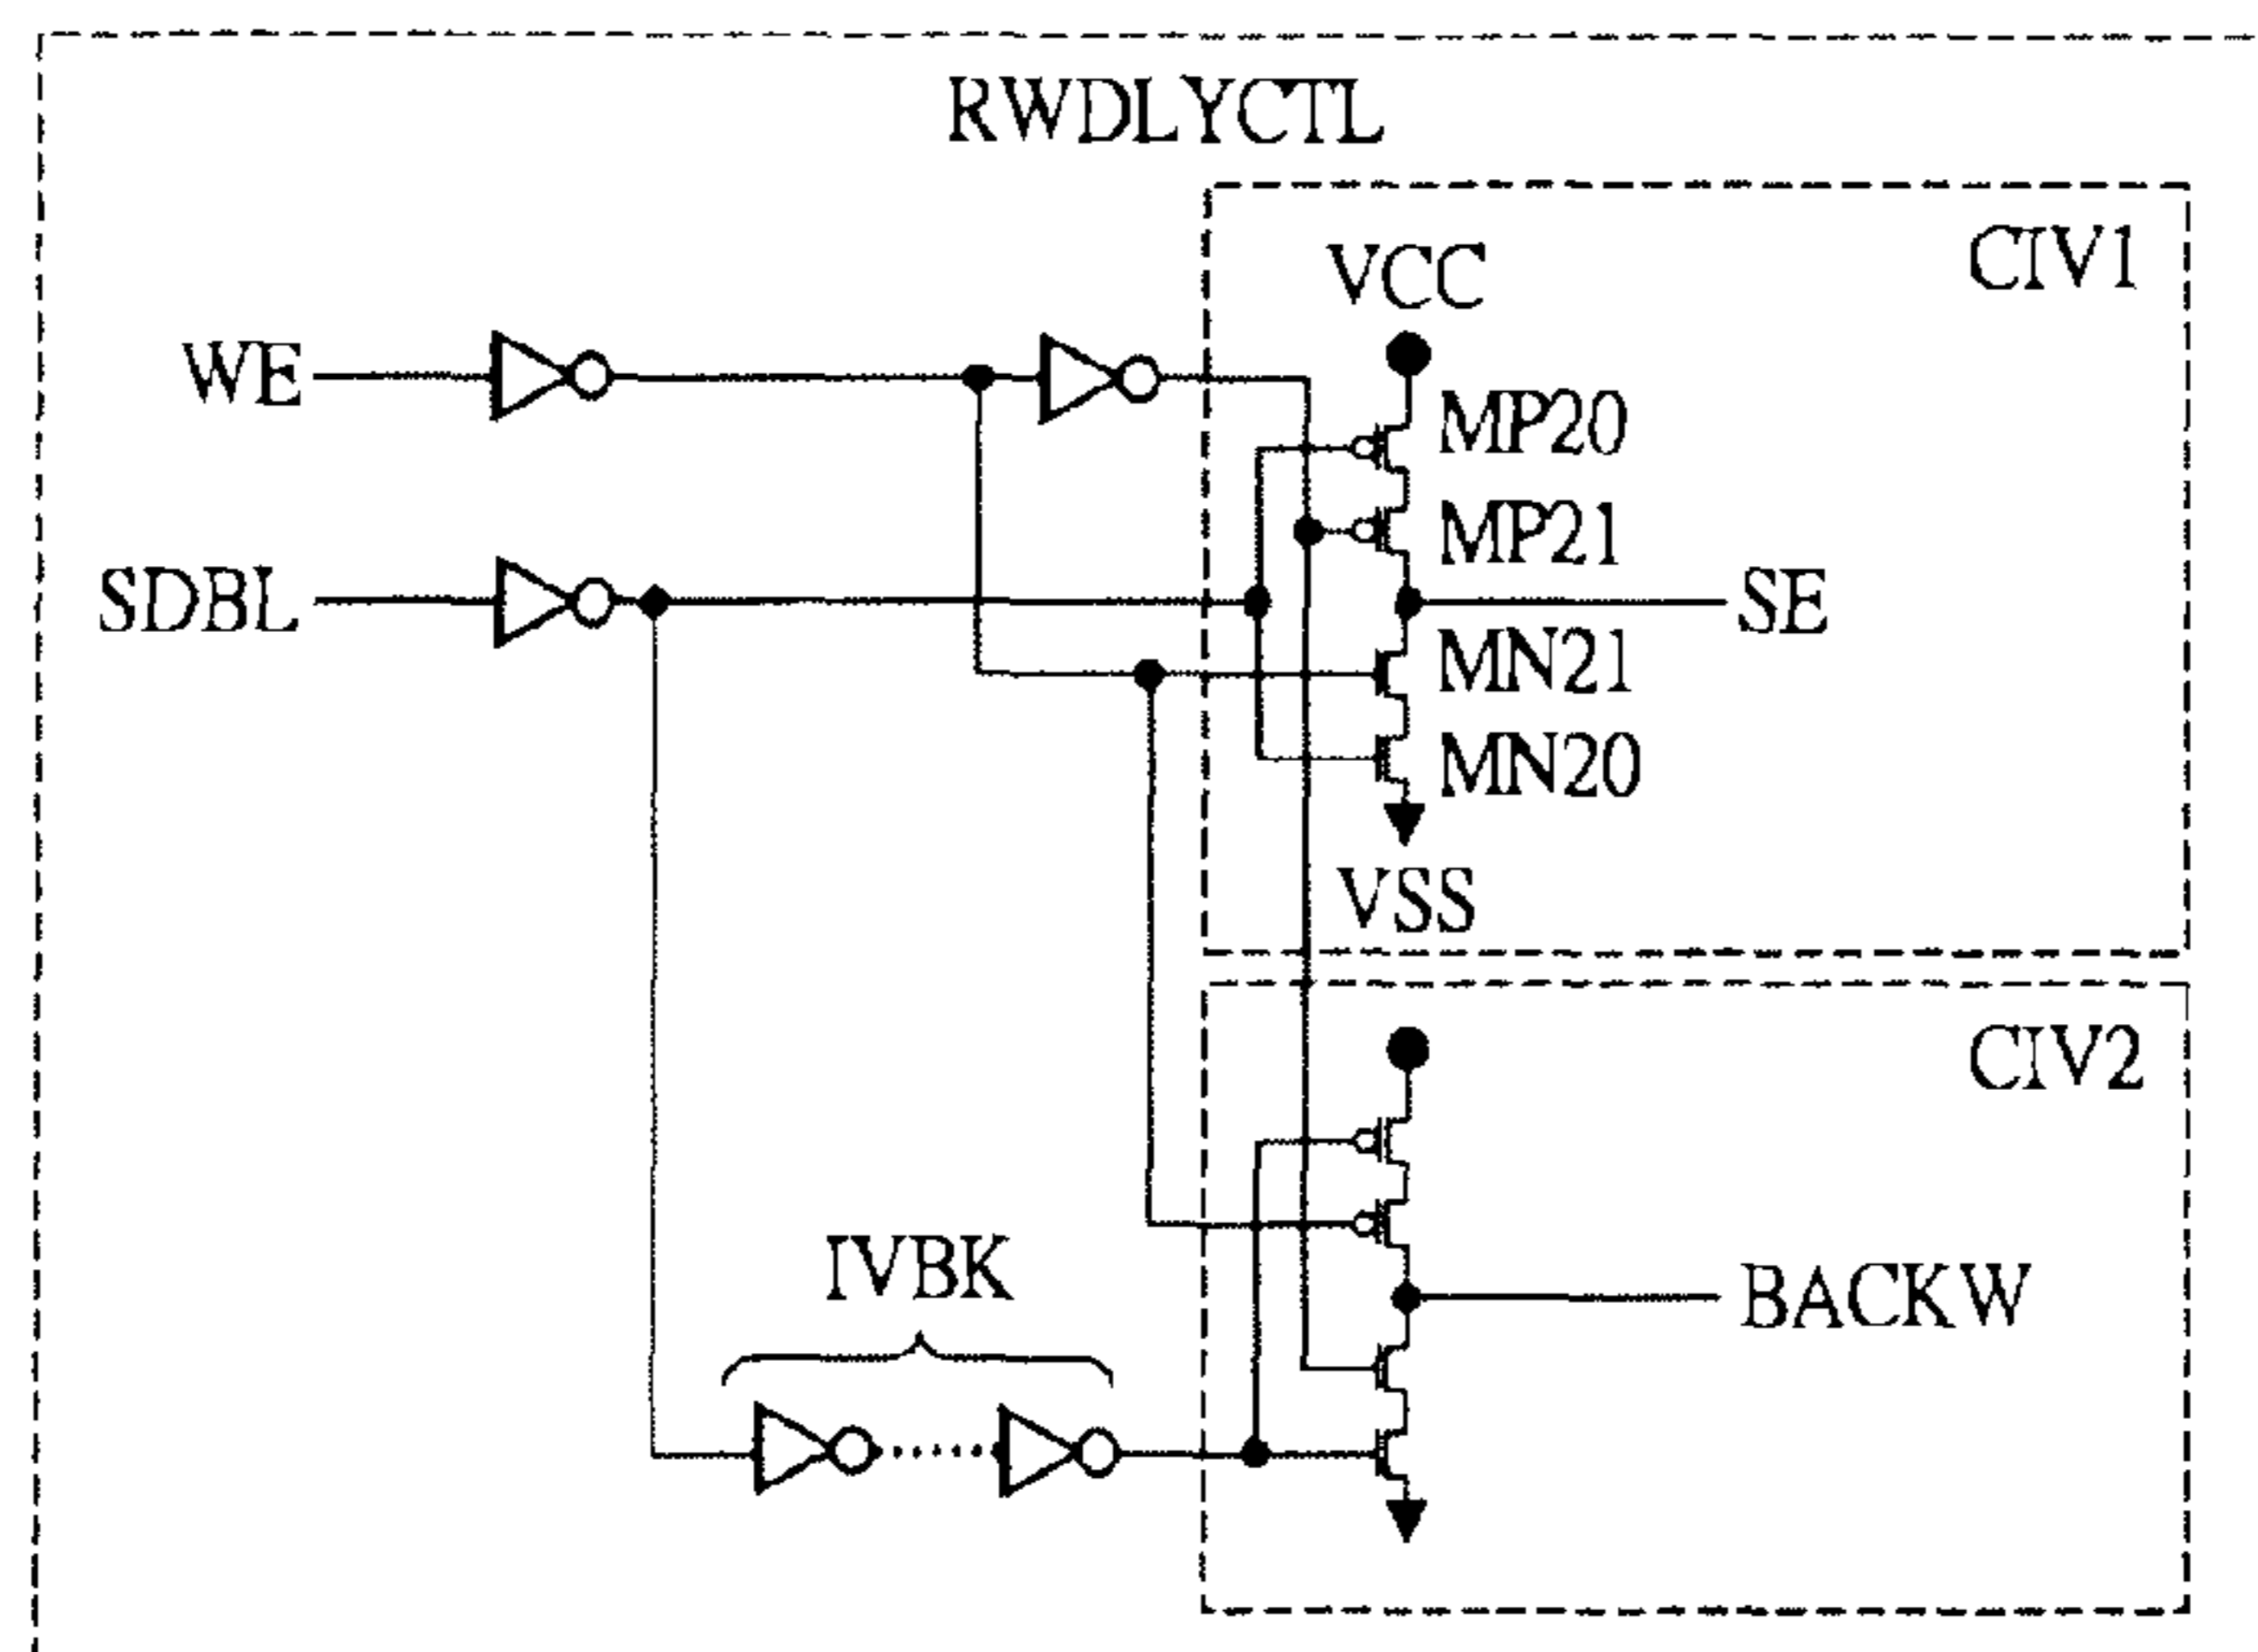 RWDLYCTL
CIV1
VCC
WE
MP20
MP21
SDBL
SE
MN21
MN20
VSS
CIV2
IVBK
BACKW